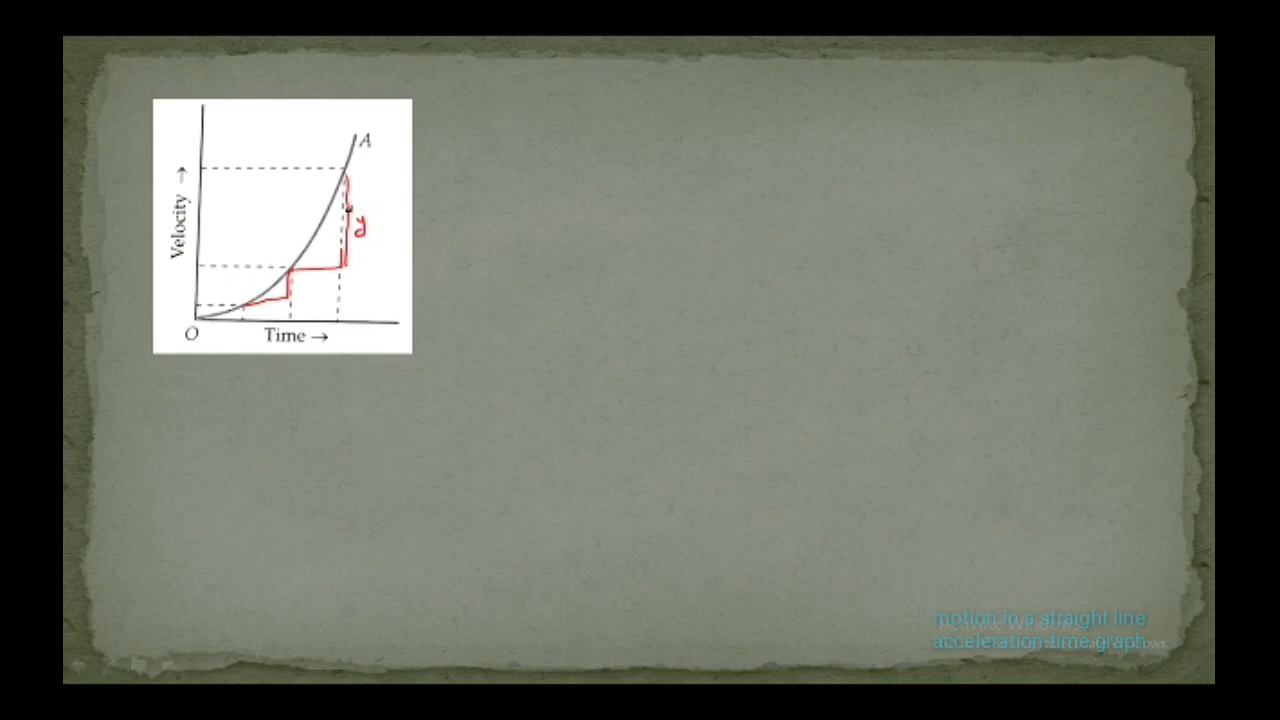 A
Velocity →
O
Time →
motion in a straight line
acceleration-time graph